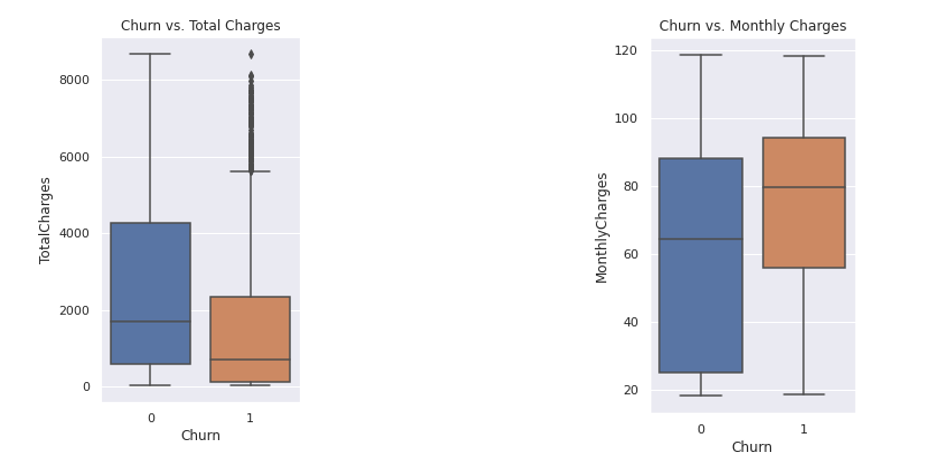 Churn vs. Total Charges
8000
6000
4000
2000
0
TotalCharges
0 1
Churn
Churn vs. Monthly Charges
120
100
80
60
40
20
MonthlyCharges
0 1
Churn